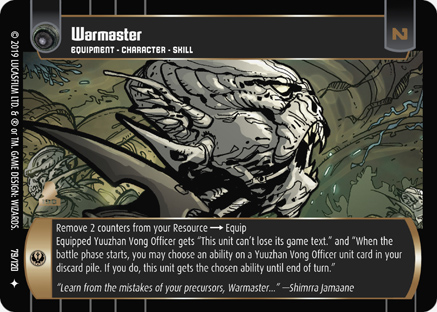 Warmaster
EQUIPMENT - CHARACTER - SKILL
N
Remove 2 counters from your Resource → Equip
Equipped Yuuzhan Vong Officer gets "This unit can't lose its game text." and "When the
battle phase starts, you may choose an ability on a Yuuzhan Vong Officer unit card in your
discard pile. If you do, this unit gets the chosen ability until end of turn."
"Learn from the mistakes of your precursors, Warmaster..." —Shimrra Jamaane
© 2019 LUCASFILM LTD. & ® or TM. GAME DESIGN: WIZARDS.
79/120